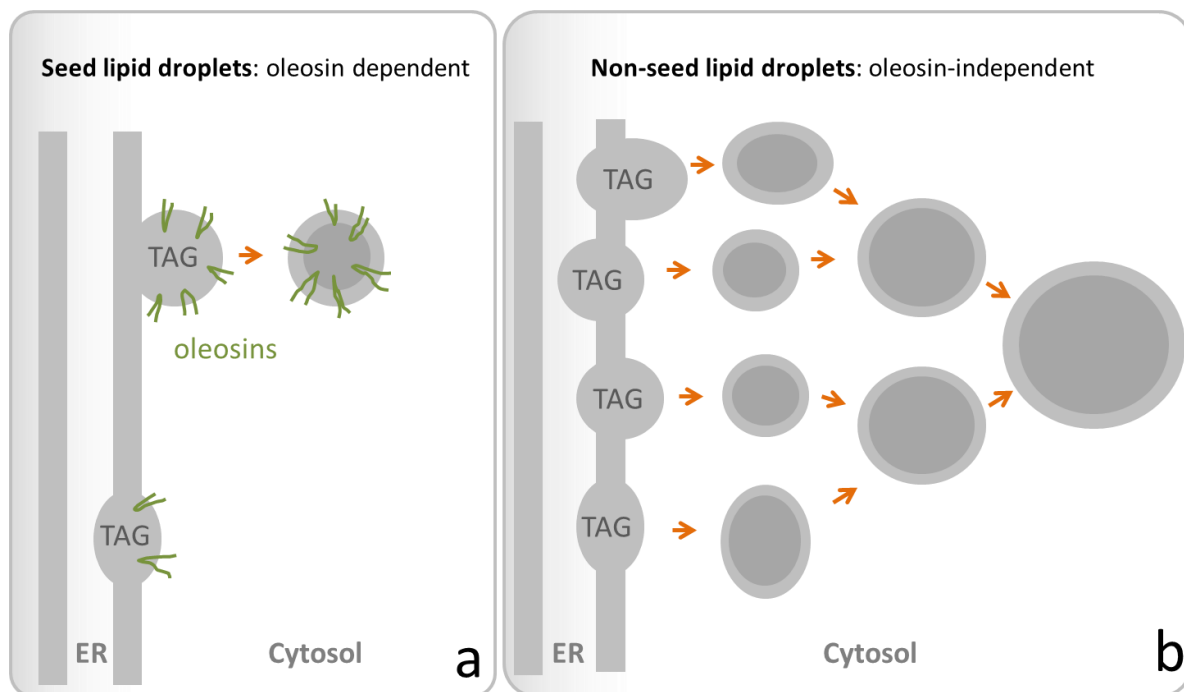 Seed lipid droplets: oleosin dependent
TAG
oleosins
TAG
ER
Cytosol
a
Non-seed lipid droplets: oleosin-independent
TAG
TAG
TAG
TAG
ER
Cytosol
b